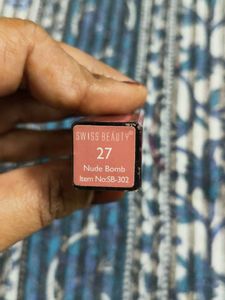 SWISS BEAUTY
27
Nude Bomb
Item No:SB-302